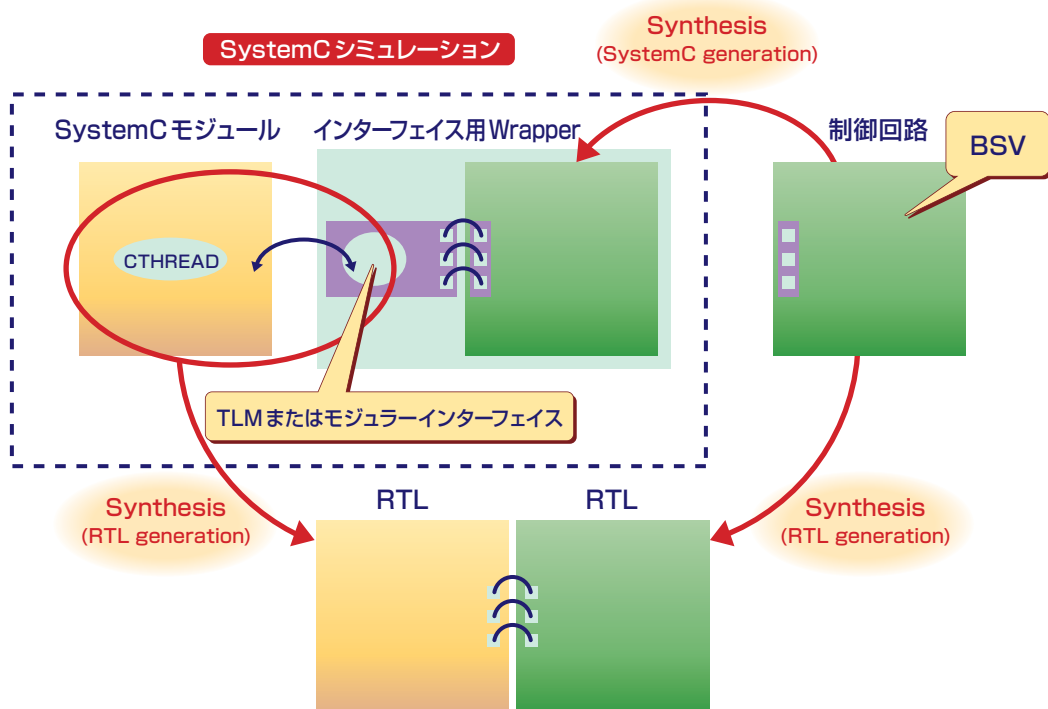 SystemCシミュレーション
Synthesis
(SystemC generation)
SystemCモジュール
インターフェイス用Wrapper
制御回路
BSV
CTHREAD
TLMまたはモジュラーインターフェイス
Synthesis
(RTL generation)
RTL
RTL
Synthesis
(RTL generation)